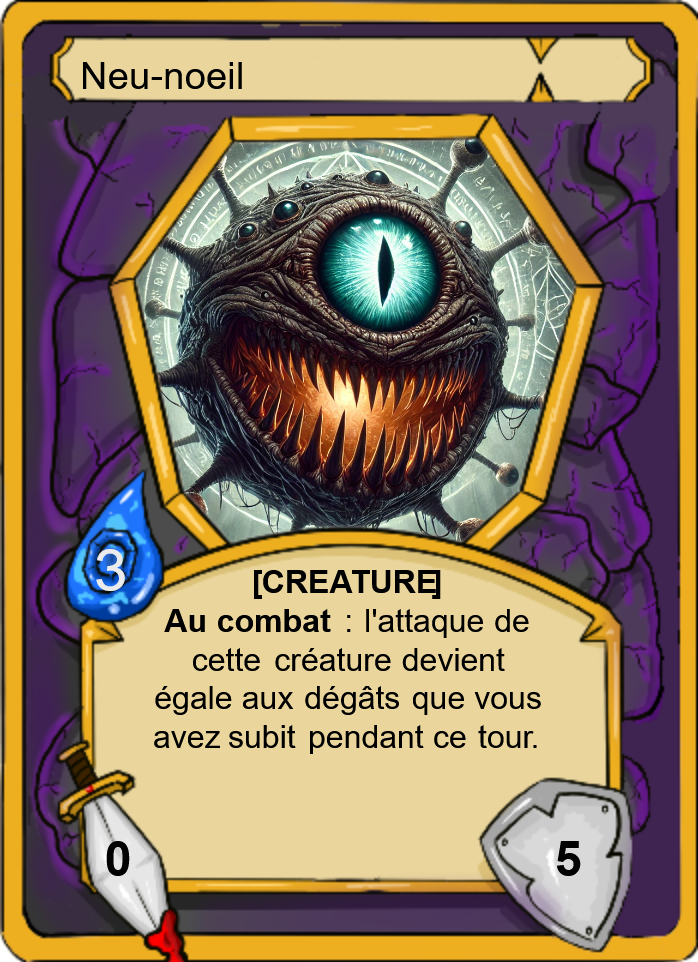 Neu-noeil
3
[CREATURE]
Au combat : l'attaque de
cette créature devient
égale aux dégâts que vous
avez subit pendant ce tour.
0
5